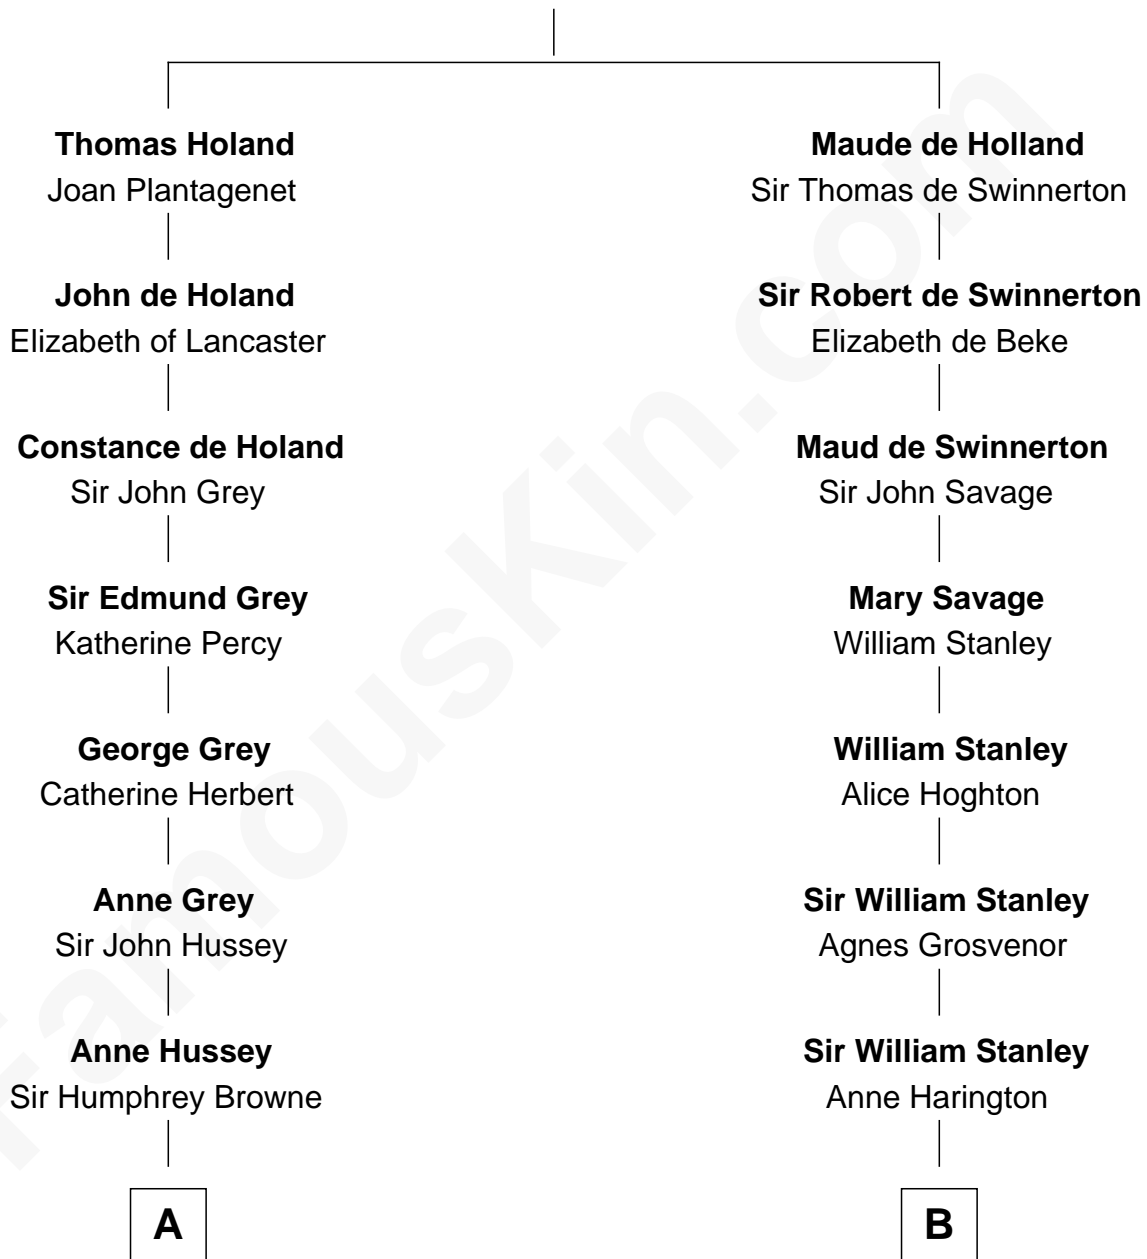 Thomas Holand
Joan Plantagenet
Maude de Holland
Sir Thomas de Swinnerton
John de Holand
Elizabeth of Lancaster
Sir Robert de Swinnerton
Elizabeth de Beke
Constance de Holand
Sir John Grey
Maud de Swinnerton
Sir John Savage
Sir Edmund Grey
Katherine Percy
Mary Savage
William Stanley
George Grey
Catherine Herbert
William Stanley
Alice Hoghton
Anne Grey
Sir John Hussey
Sir William Stanley
Agnes Grosvenor
Anne Hussey
Sir Humphrey Browne
Sir William Stanley
Anne Harington
A
B
FamousKin.com